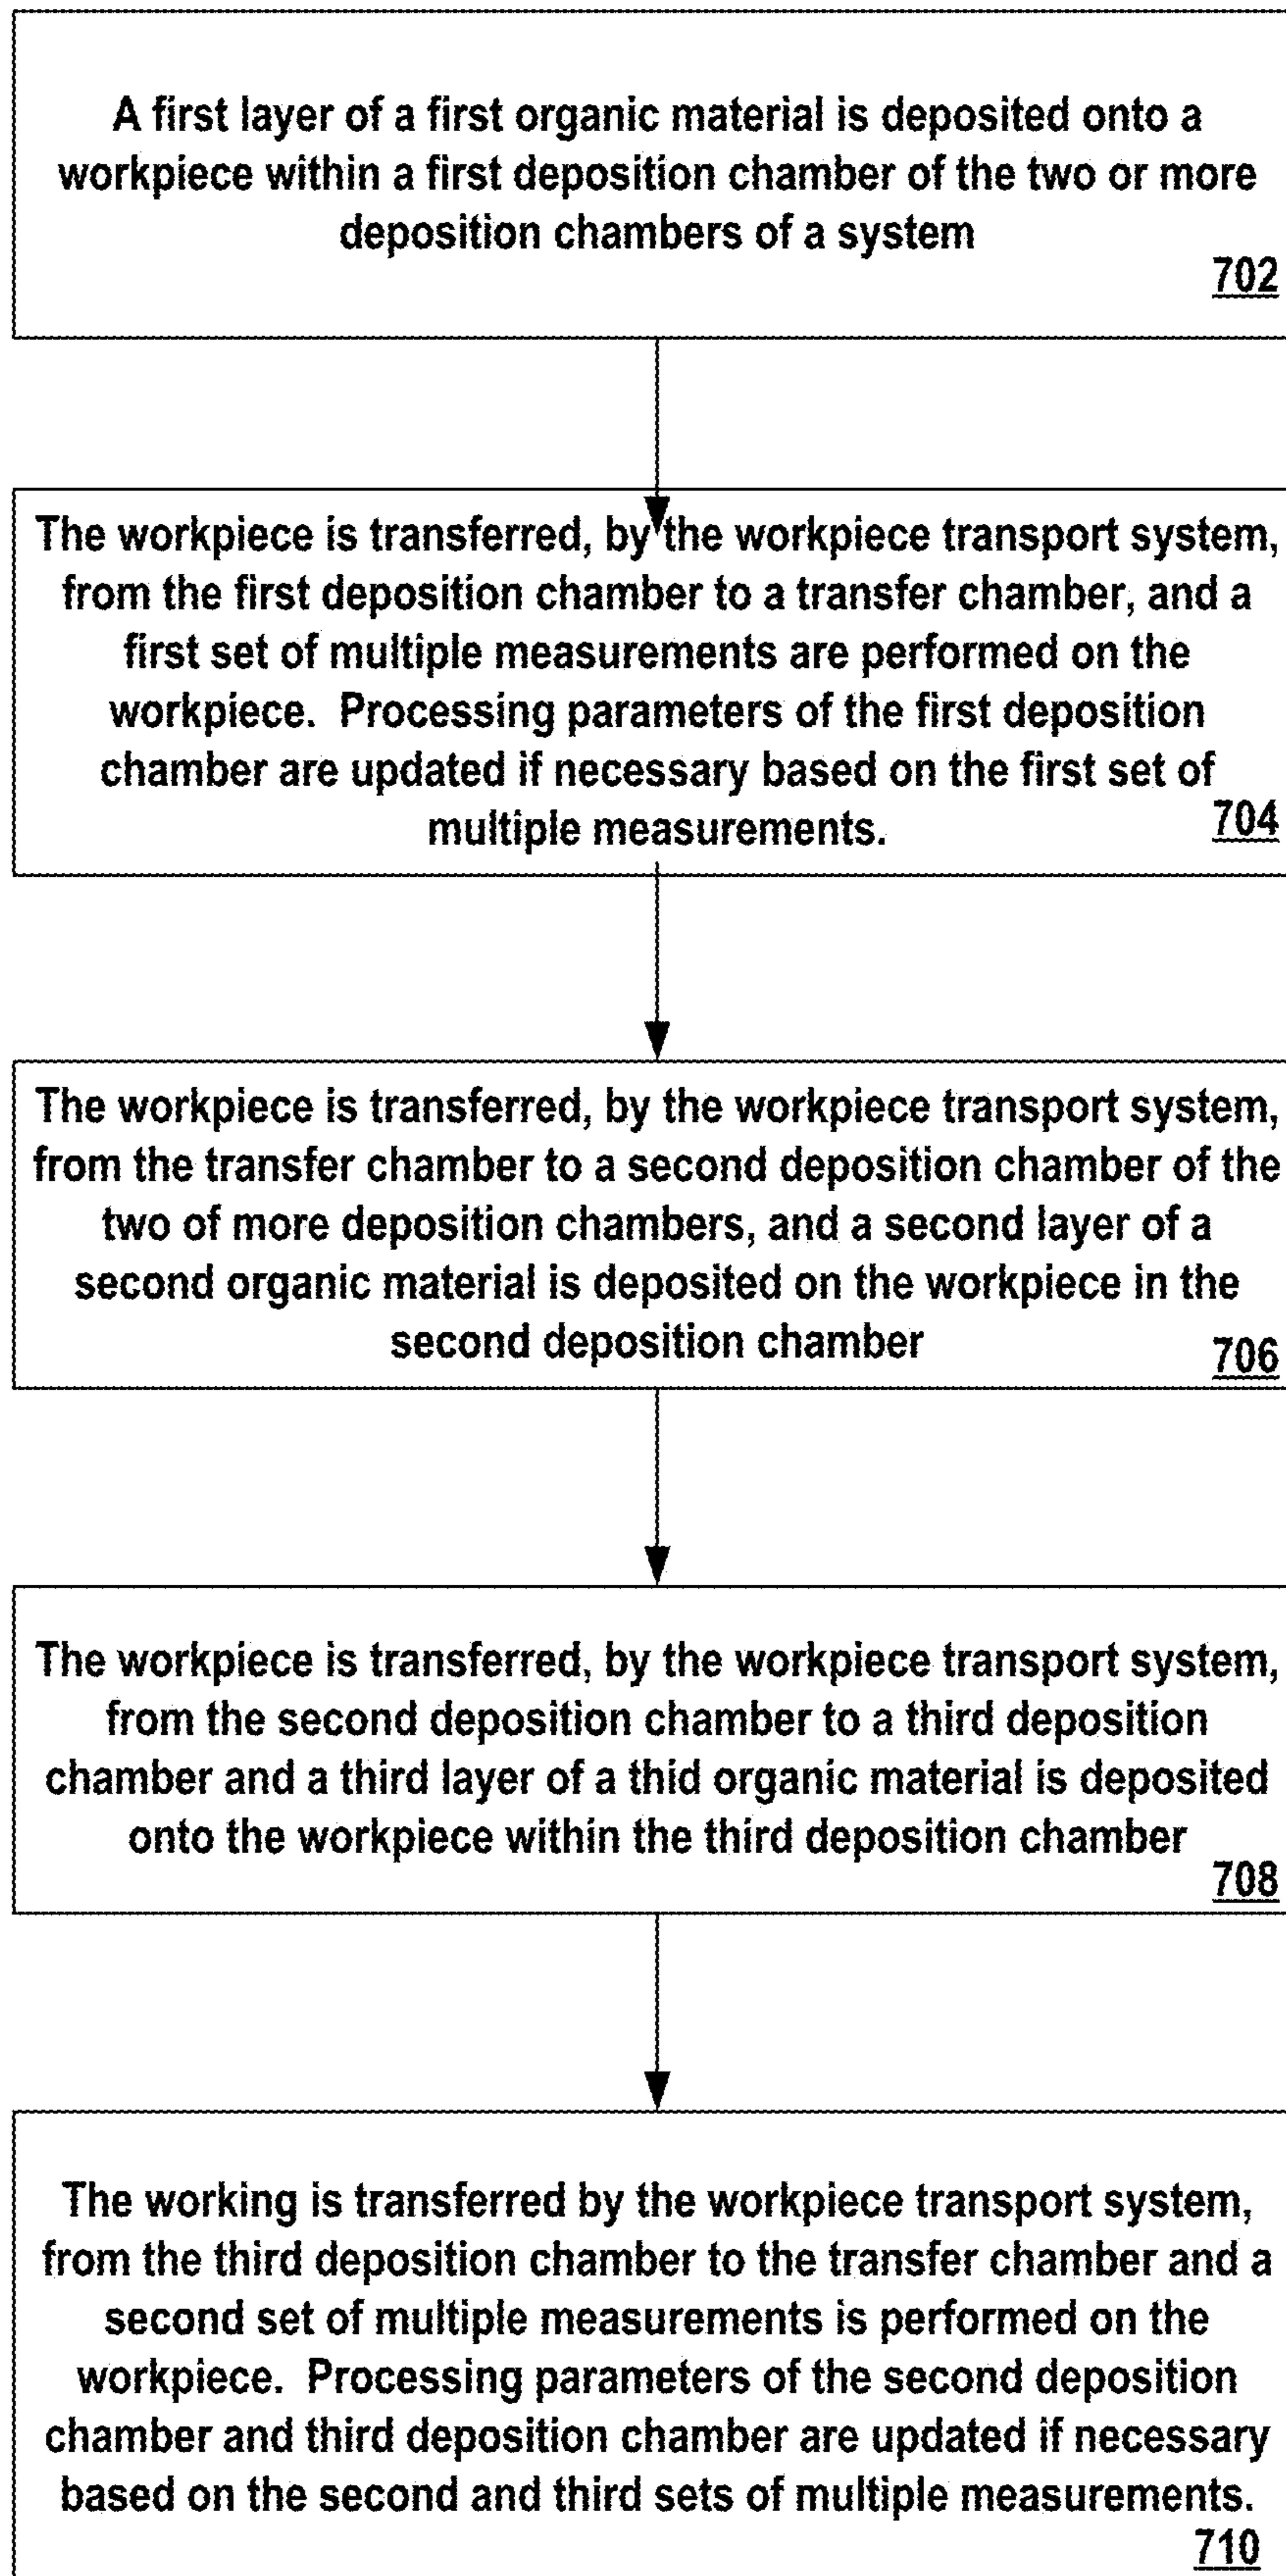 A first layer of a first organic material is deposited onto a
workpiece within a first deposition chamber of the two or more
deposition chambers of a system
702
The workpiece is transferred, by the workpiece transport system,
from the first deposition chamber to a transfer chamber, and a
first set of multiple measurements are performed on the
workpiece. Processing parameters of the first deposition
chamber are updated if necessary based on the first set of
multiple measurements.
704
The workpiece is transferred, by the workpiece transport system,
from the transfer chamber to a second deposition chamber of the
two of more deposition chambers, and a second layer of a
second organic material is deposited on the workpiece in the
second deposition chamber
706
The workpiece is transferred, by the workpiece transport system,
from the second deposition chamber to a third deposition
chamber and a third layer of a thid organic material is deposited
onto the workpiece within the third deposition chamber
708
The working is transferred by the workpiece transport system,
from the third deposition chamber to the transfer chamber and a
second set of multiple measurements is performed on the
workpiece. Processing parameters of the second deposition
chamber and third deposition chamber are updated if necessary
based on the second and third sets of multiple measurements.
710